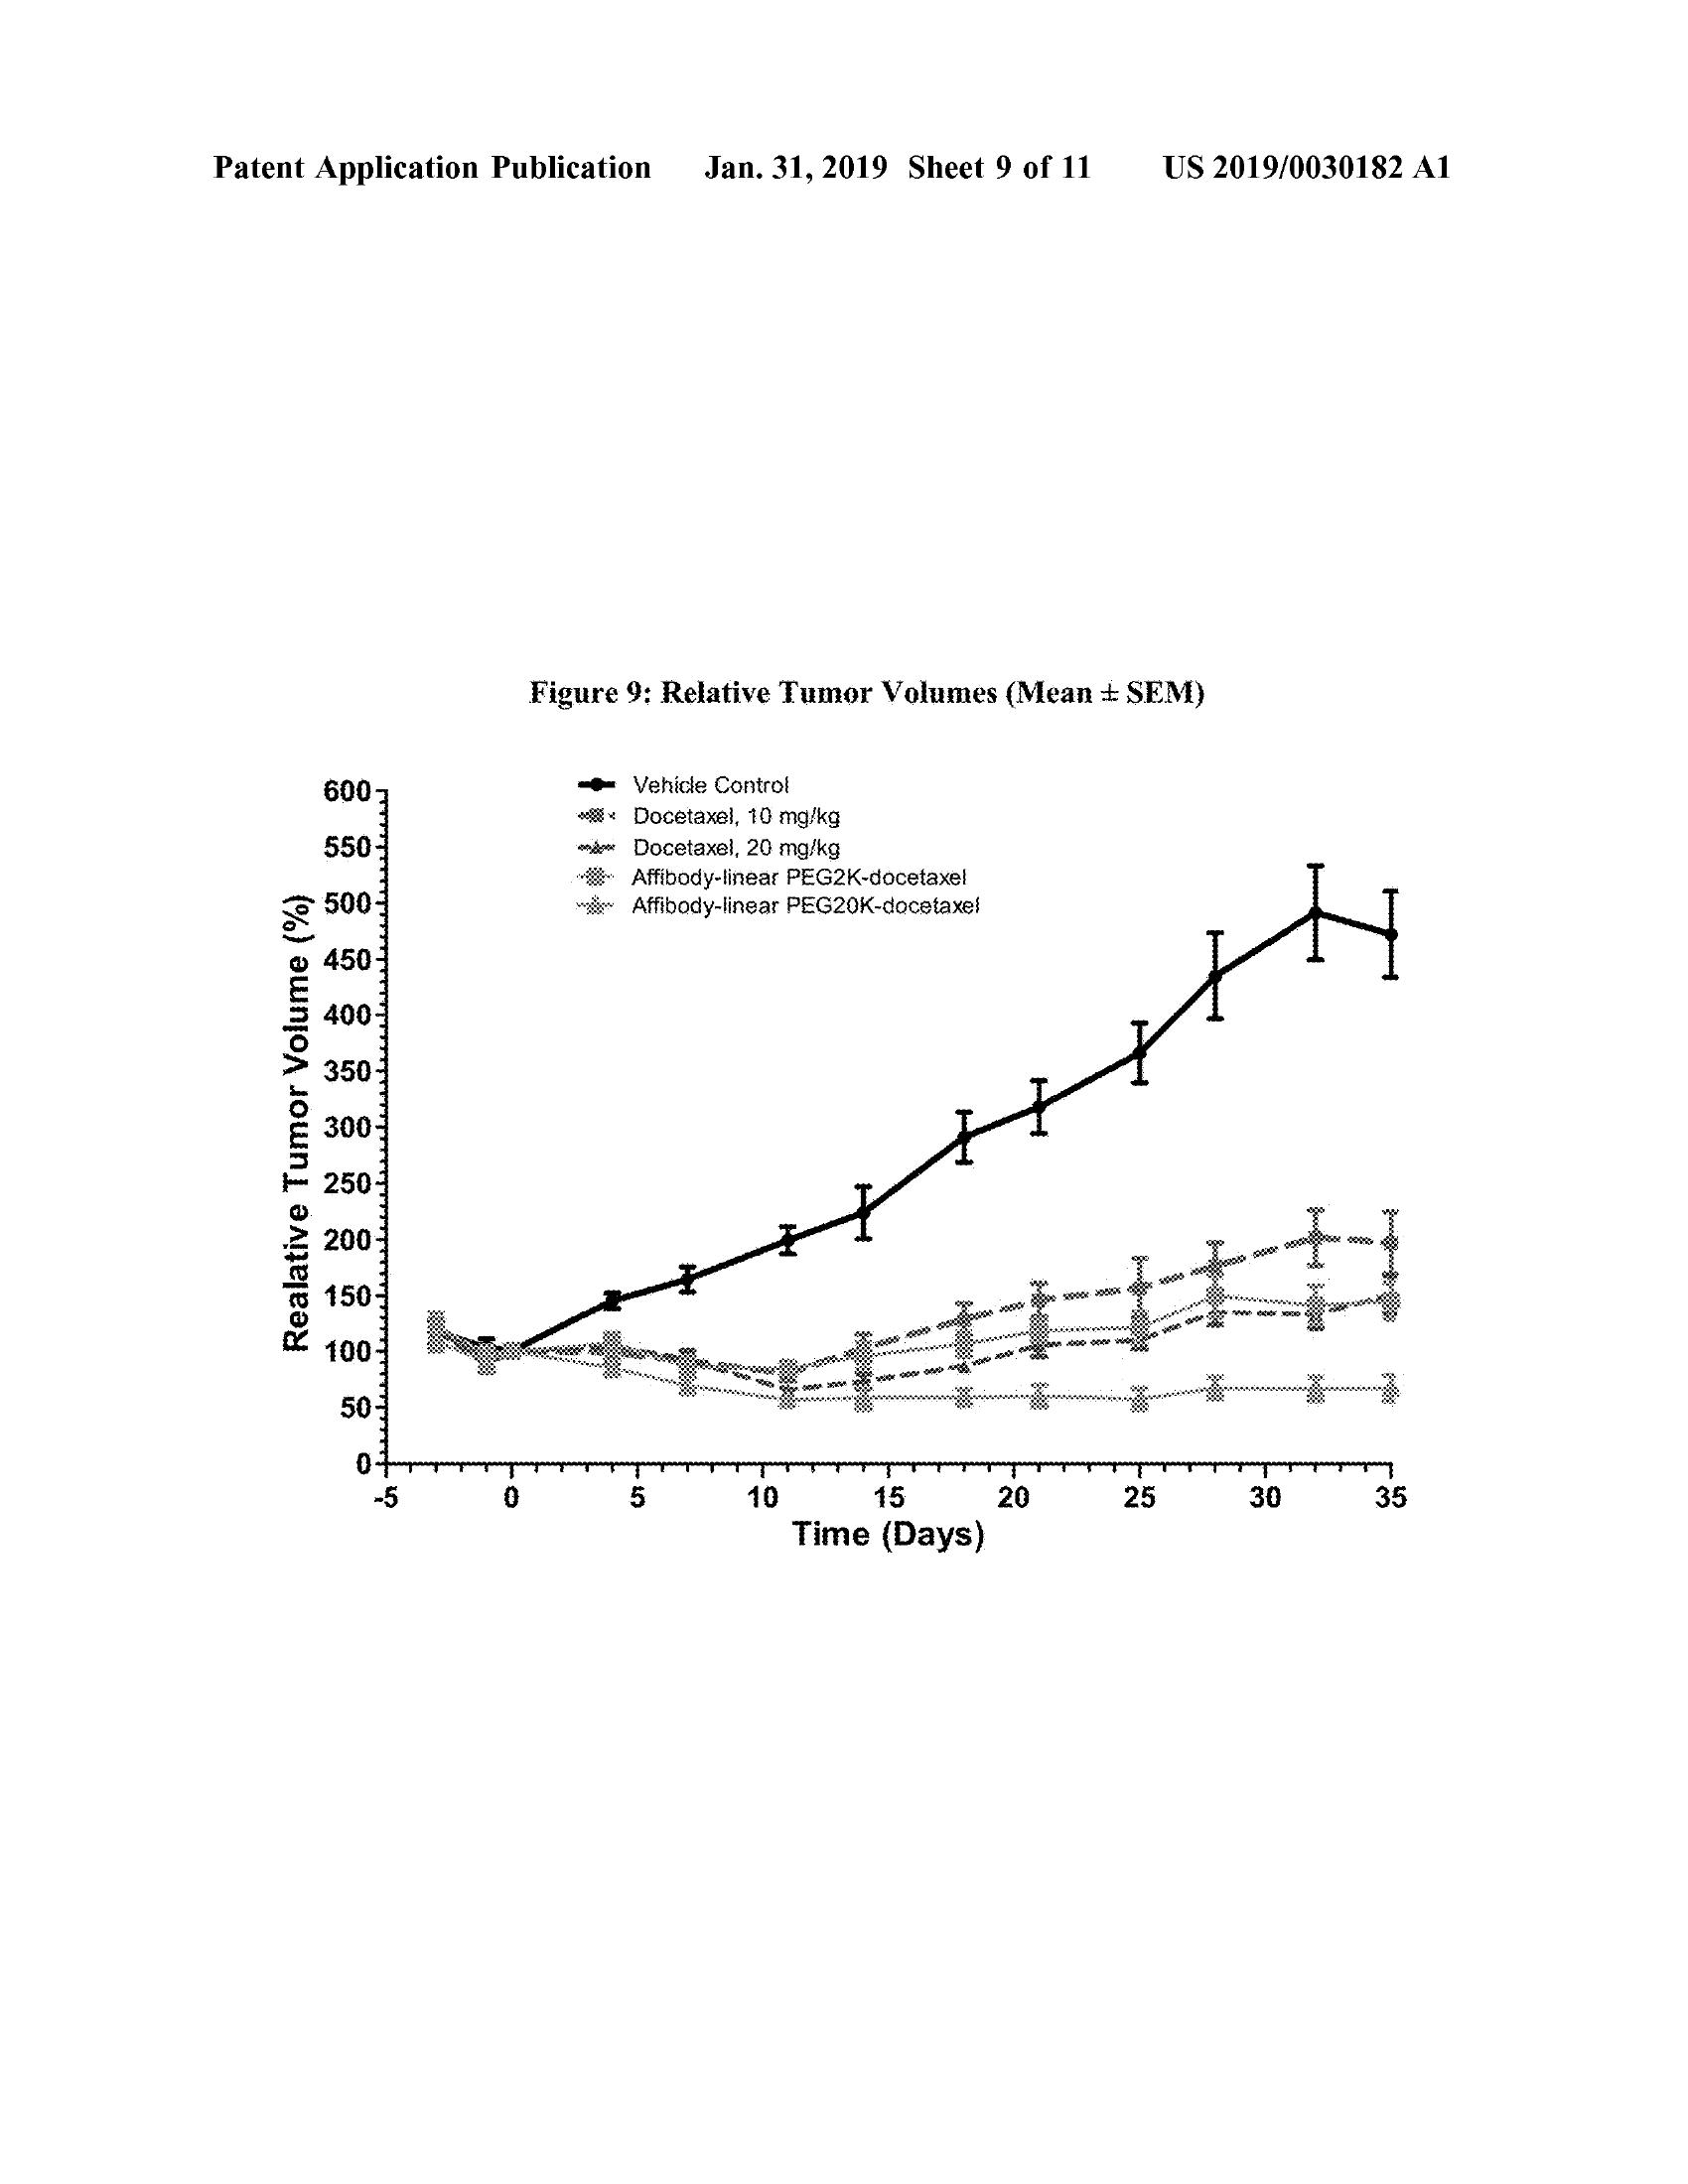 Patent Application Publication Jan. 31, 2019 Sheet 9 of 11 US 2019/0030182 A1
Figure 9: Relative Tumor Volumes (Mean ± SEM)
Vehicle Control
Docetaxel, 10 mg/kg
Docetaxel, 20 mg/kg
Affibody-linear PEG2K-docetaxel
Affibody-linear PEG20K-docetaxel
Realative Tumor Volume (%)
600
550
500
450
400
350
300
250
200
150
100
50
0
-5 0 5 10 15 20 25 30 35
Time (Days)